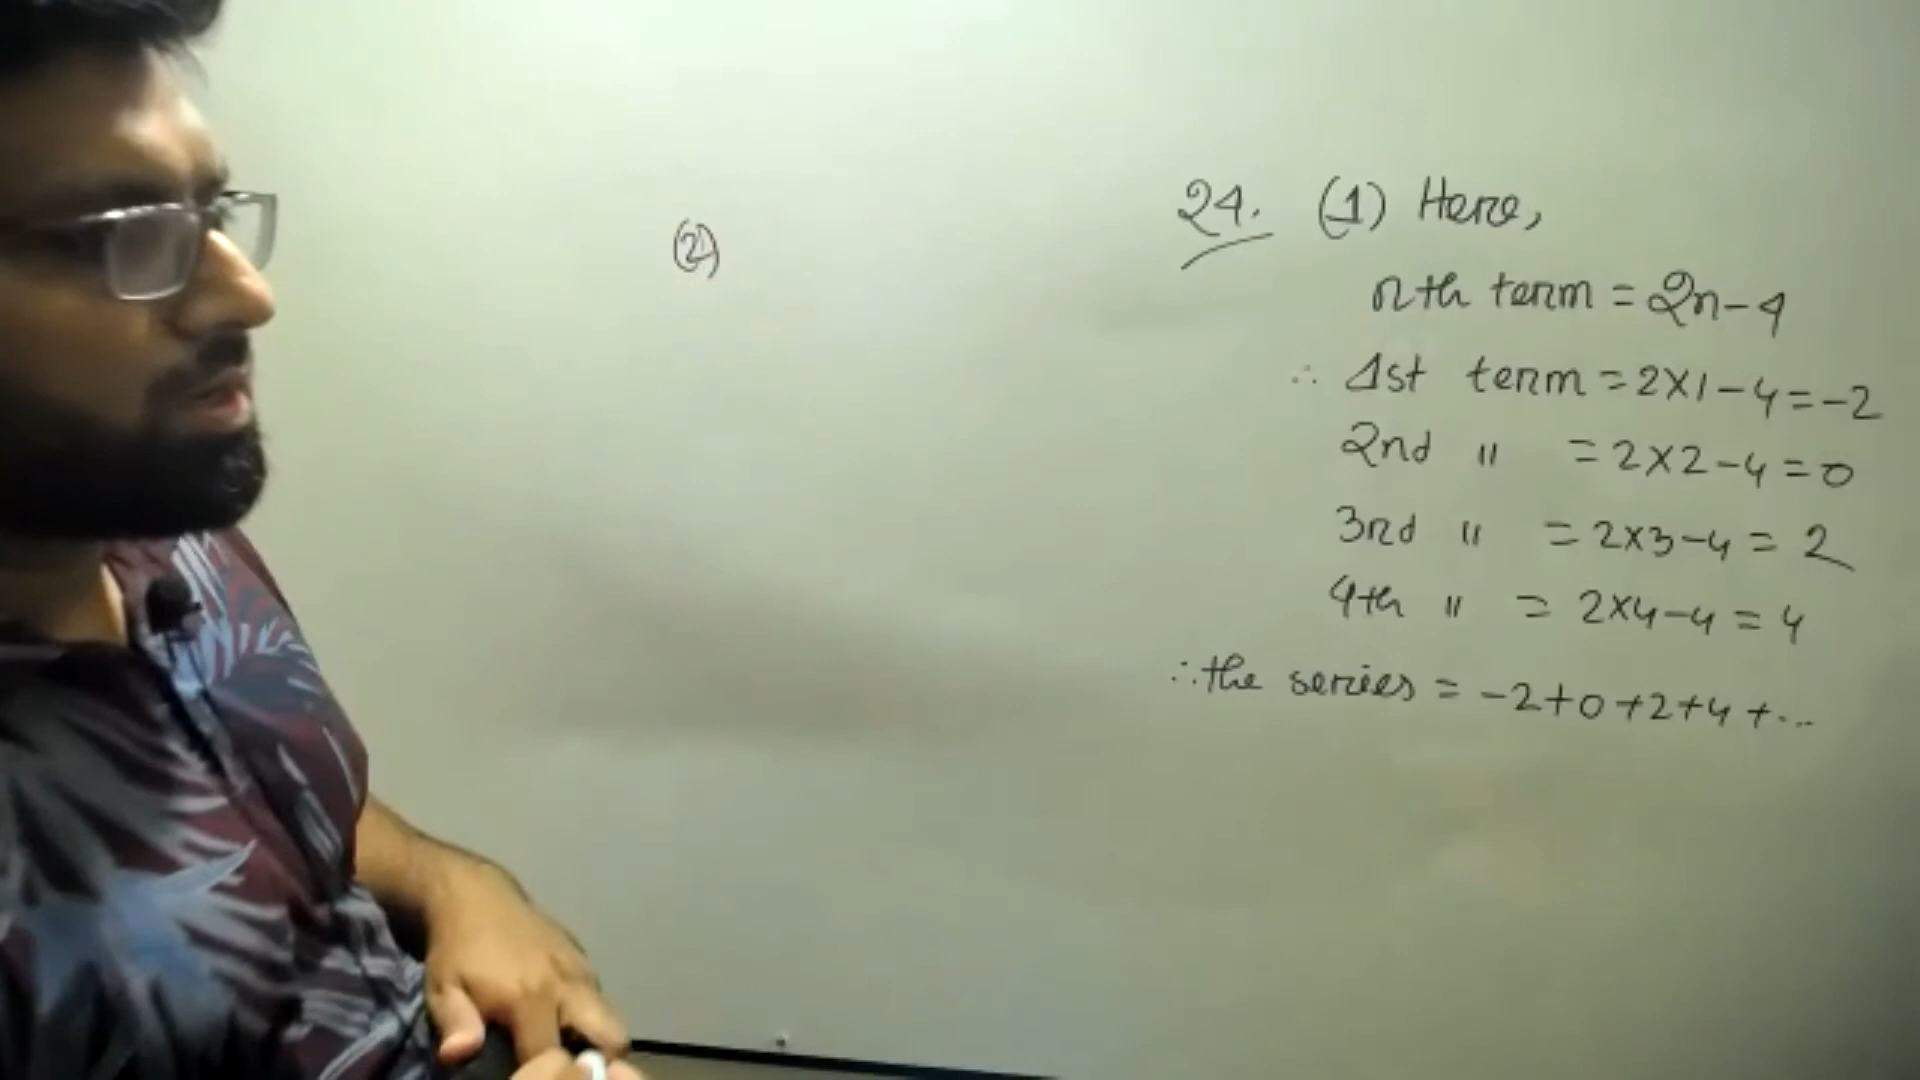 (2)
24. (1) Here,
nth term = 2n-4
∴ 1st term = 2×1-4=-2
2nd " = 2×2-4=0
3rd " = 2×3-4=2
4th " = 2×4-4=4
∴ the series = -2+0+2+4+...